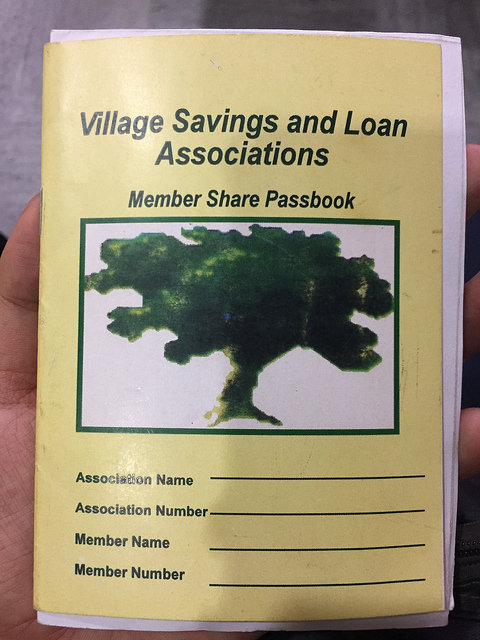 Village Savings and Loan
Associations
Member Share Passbook
Association Name
Association Number
Member Name
Member Number